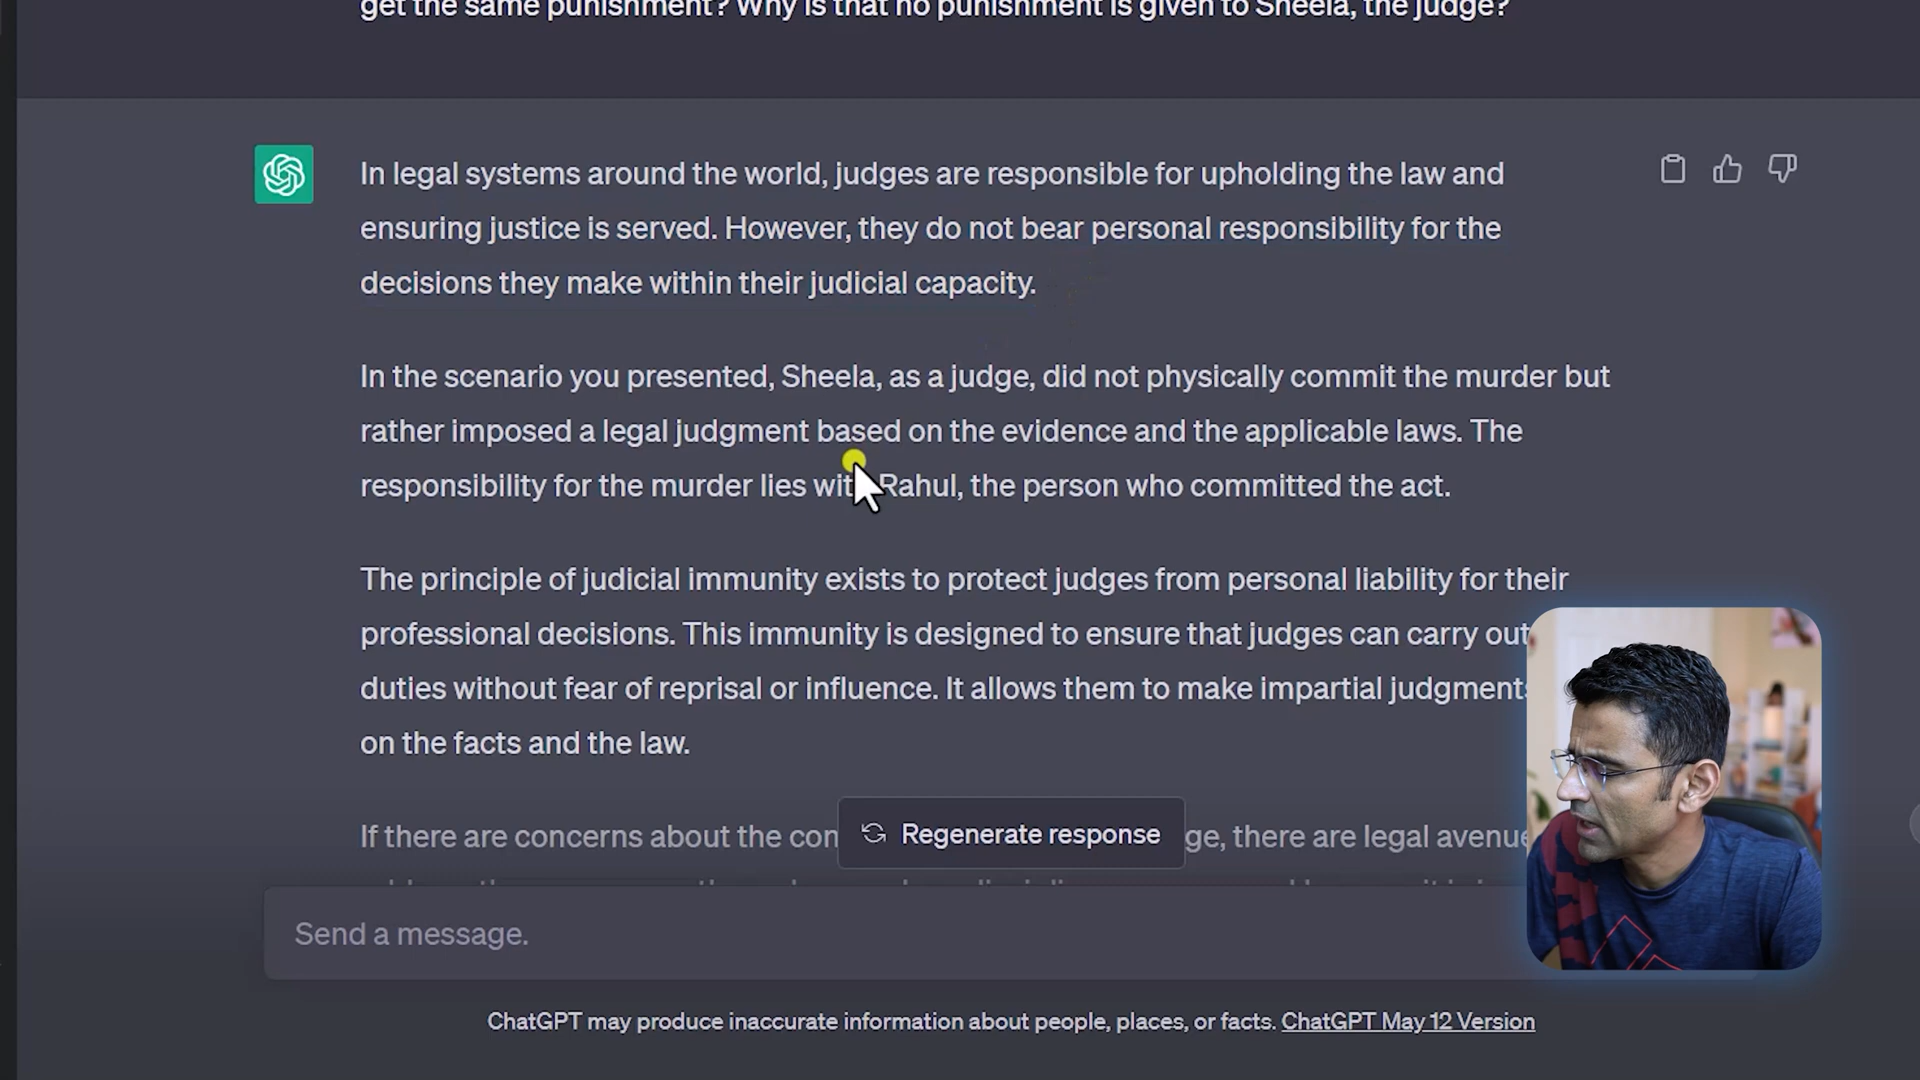 get the same punishment? Why is that no punishment is given to Sheela, the judge?
In legal systems around the world, judges are responsible for upholding the law and
ensuring justice is served. However, they do not bear personal responsibility for the
decisions they make within their judicial capacity.
In the scenario you presented, Sheela, as a judge, did not physically commit the murder but
rather imposed a legal judgment based on the evidence and the applicable laws. The
responsibility for the murder lies with Rahul, the person who committed the act.
The principle of judicial immunity exists to protect judges from personal liability for their
professional decisions. This immunity is designed to ensure that judges can carry out
duties without fear of reprisal or influence. It allows them to make impartial judgments
on the facts and the law.
If there are concerns about the con ge, there are legal avenue
Regenerate response
Send a message.
ChatGPT may produce inaccurate information about people, places, or facts. ChatGPT May 12 Version